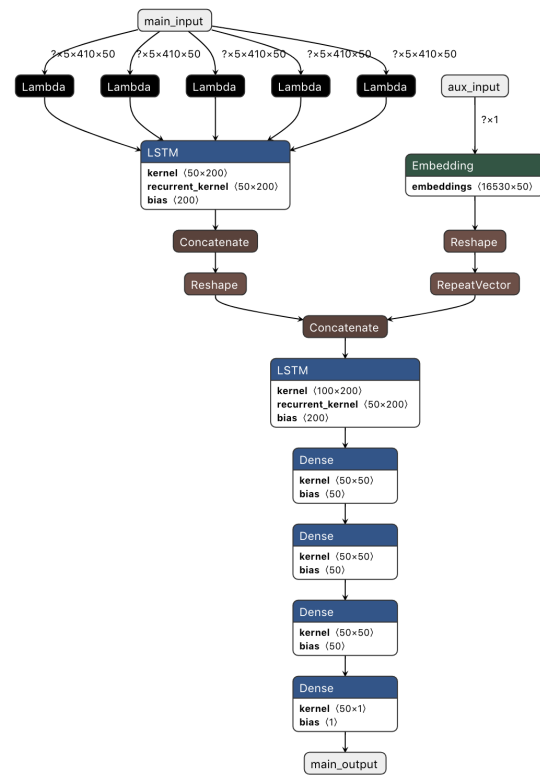 main_input
?×5×410×50 ?×5×410×50 ?×5×410×50 ?×5×410×50 ?×5×410×50
Lambda Lambda Lambda Lambda Lambda aux_input
?×1
LSTM
kernel ⟨50×200⟩
recurrent_kernel ⟨50×200⟩
bias ⟨200⟩
Embedding
embeddings ⟨16530×50⟩
Concatenate Reshape
Reshape RepeatVector
Concatenate
LSTM
kernel ⟨100×200⟩
recurrent_kernel ⟨50×200⟩
bias ⟨200⟩
Dense
kernel ⟨50×50⟩
bias ⟨50⟩
Dense
kernel ⟨50×50⟩
bias ⟨50⟩
Dense
kernel ⟨50×50⟩
bias ⟨50⟩
Dense
kernel ⟨50×1⟩
bias ⟨1⟩
main_output